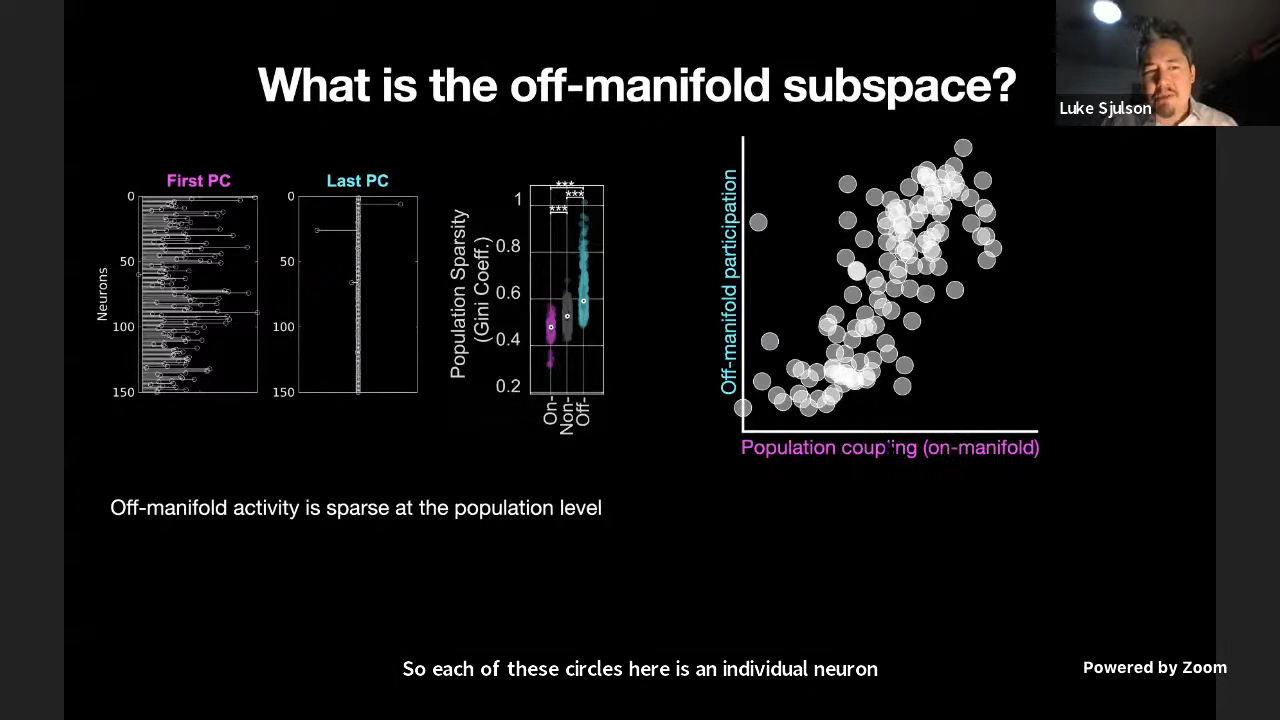 What is the off-manifold subspace?
Luke Sjulson
First PC
Last PC
0
50
100
150
Neurons
0
50
100
150
***
***
***
1
0.8
0.6
0.4
0.2
Population Sparsity
(Gini Coeff.)
On-
Non-
Off-
Off-manifold participation
Population coupling (on-manifold)
Off-manifold activity is sparse at the population level
So each of these circles here is an individual neuron
Powered by Zoom